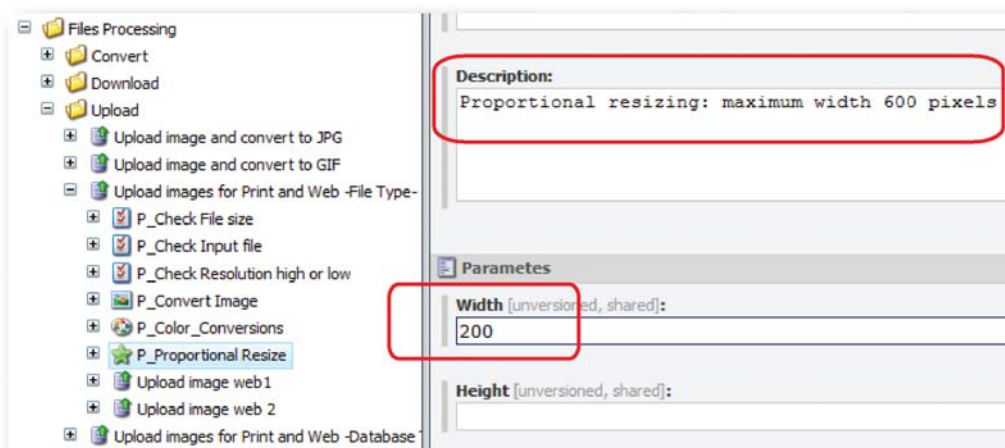 Files Processing
Convert
Download
Upload
Upload image and convert to JPG
Upload image and convert to GIF
Upload images for Print and Web -File Type-
P_Check File size
P_Check Input file
P_Check Resolution high or low
P_Convert Image
P_Color_Conversions
P_Proportional Resize
Upload image web1
Upload image web 2
Upload images for Print and Web -Database
Description:
Proportional resizing: maximum width 600 pixels
Parametes
Width [unversioned, shared]:
200
Height [unversioned, shared]: